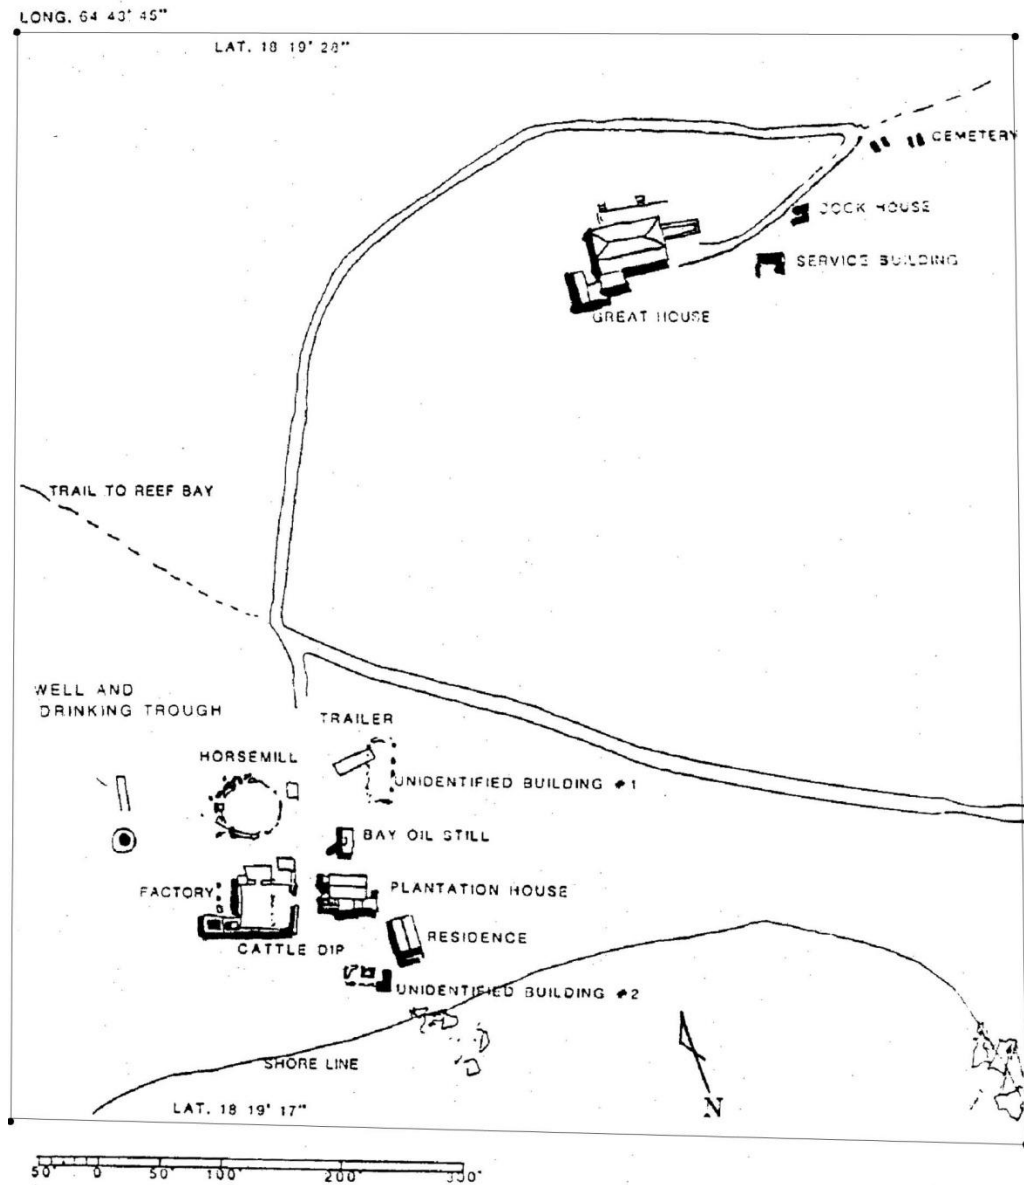 LONG. 64 43' 45"
LAT. 18 19' 28"
CEMETERY
COOK HOUSE
SERVICE BUILDING
GREAT HOUSE
TRAIL TO REEF BAY
WELL AND
DRINKING TROUGH
TRAILER
HORSEMILL
UNIDENTIFIED BUILDING #1
BAY OIL STILL
FACTORY
PLANTATION HOUSE
RESIDENCE
CATTLE DIP
UNIDENTIFIED BUILDING #2
SHORE LINE
N
LAT. 18 19' 17"
50' 0 50' 100' 200' 300'